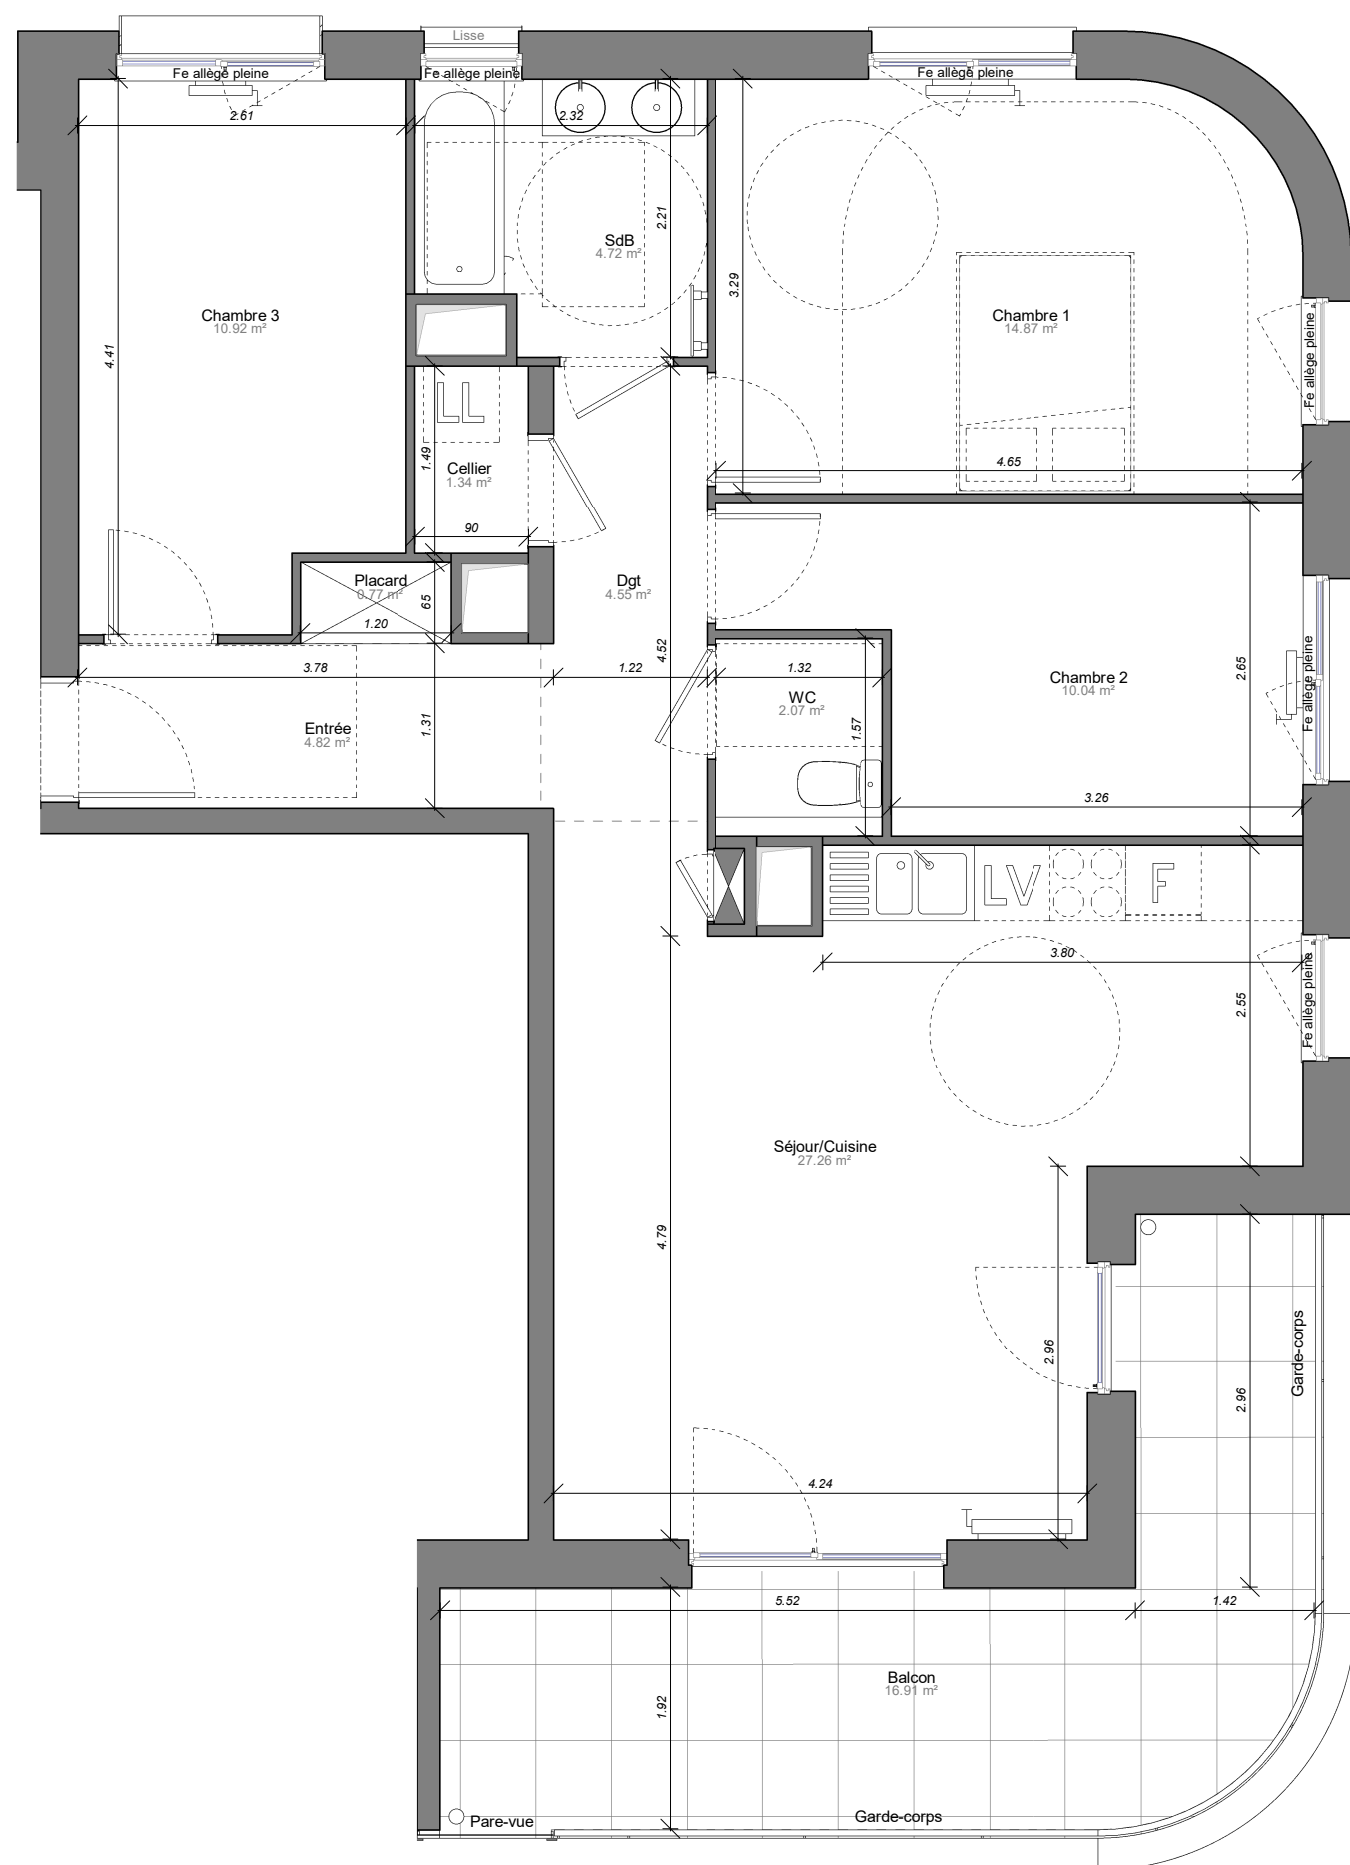 Lisse
Fe allège pleine
Fe allège pleine
Fe allège pleine
2.61
2.32
2.21
SdB
4.72 m²
3.29
Chambre 3
10.92 m²
Chambre 1
14.87 m²
Fe allège pleine
4.41
LL
1.49
Cellier
1.34 m²
4.65
90
Placard
0.77 m²
65
1.20
Dgt
4.55 m²
4.52
3.78
1.22
1.32
WC
2.07 m²
1.57
Chambre 2
10.04 m²
2.65
Fe allège pleine
Entrée
4.82 m²
1.31
3.26
LV
F
3.80
2.55
Fe allège pleine
Séjour/Cuisine
27.26 m²
4.79
2.96
2.96
Garde-corps
4.24
5.52
1.42
Balcon
16.91 m²
1.92
Pare-vue
Garde-corps